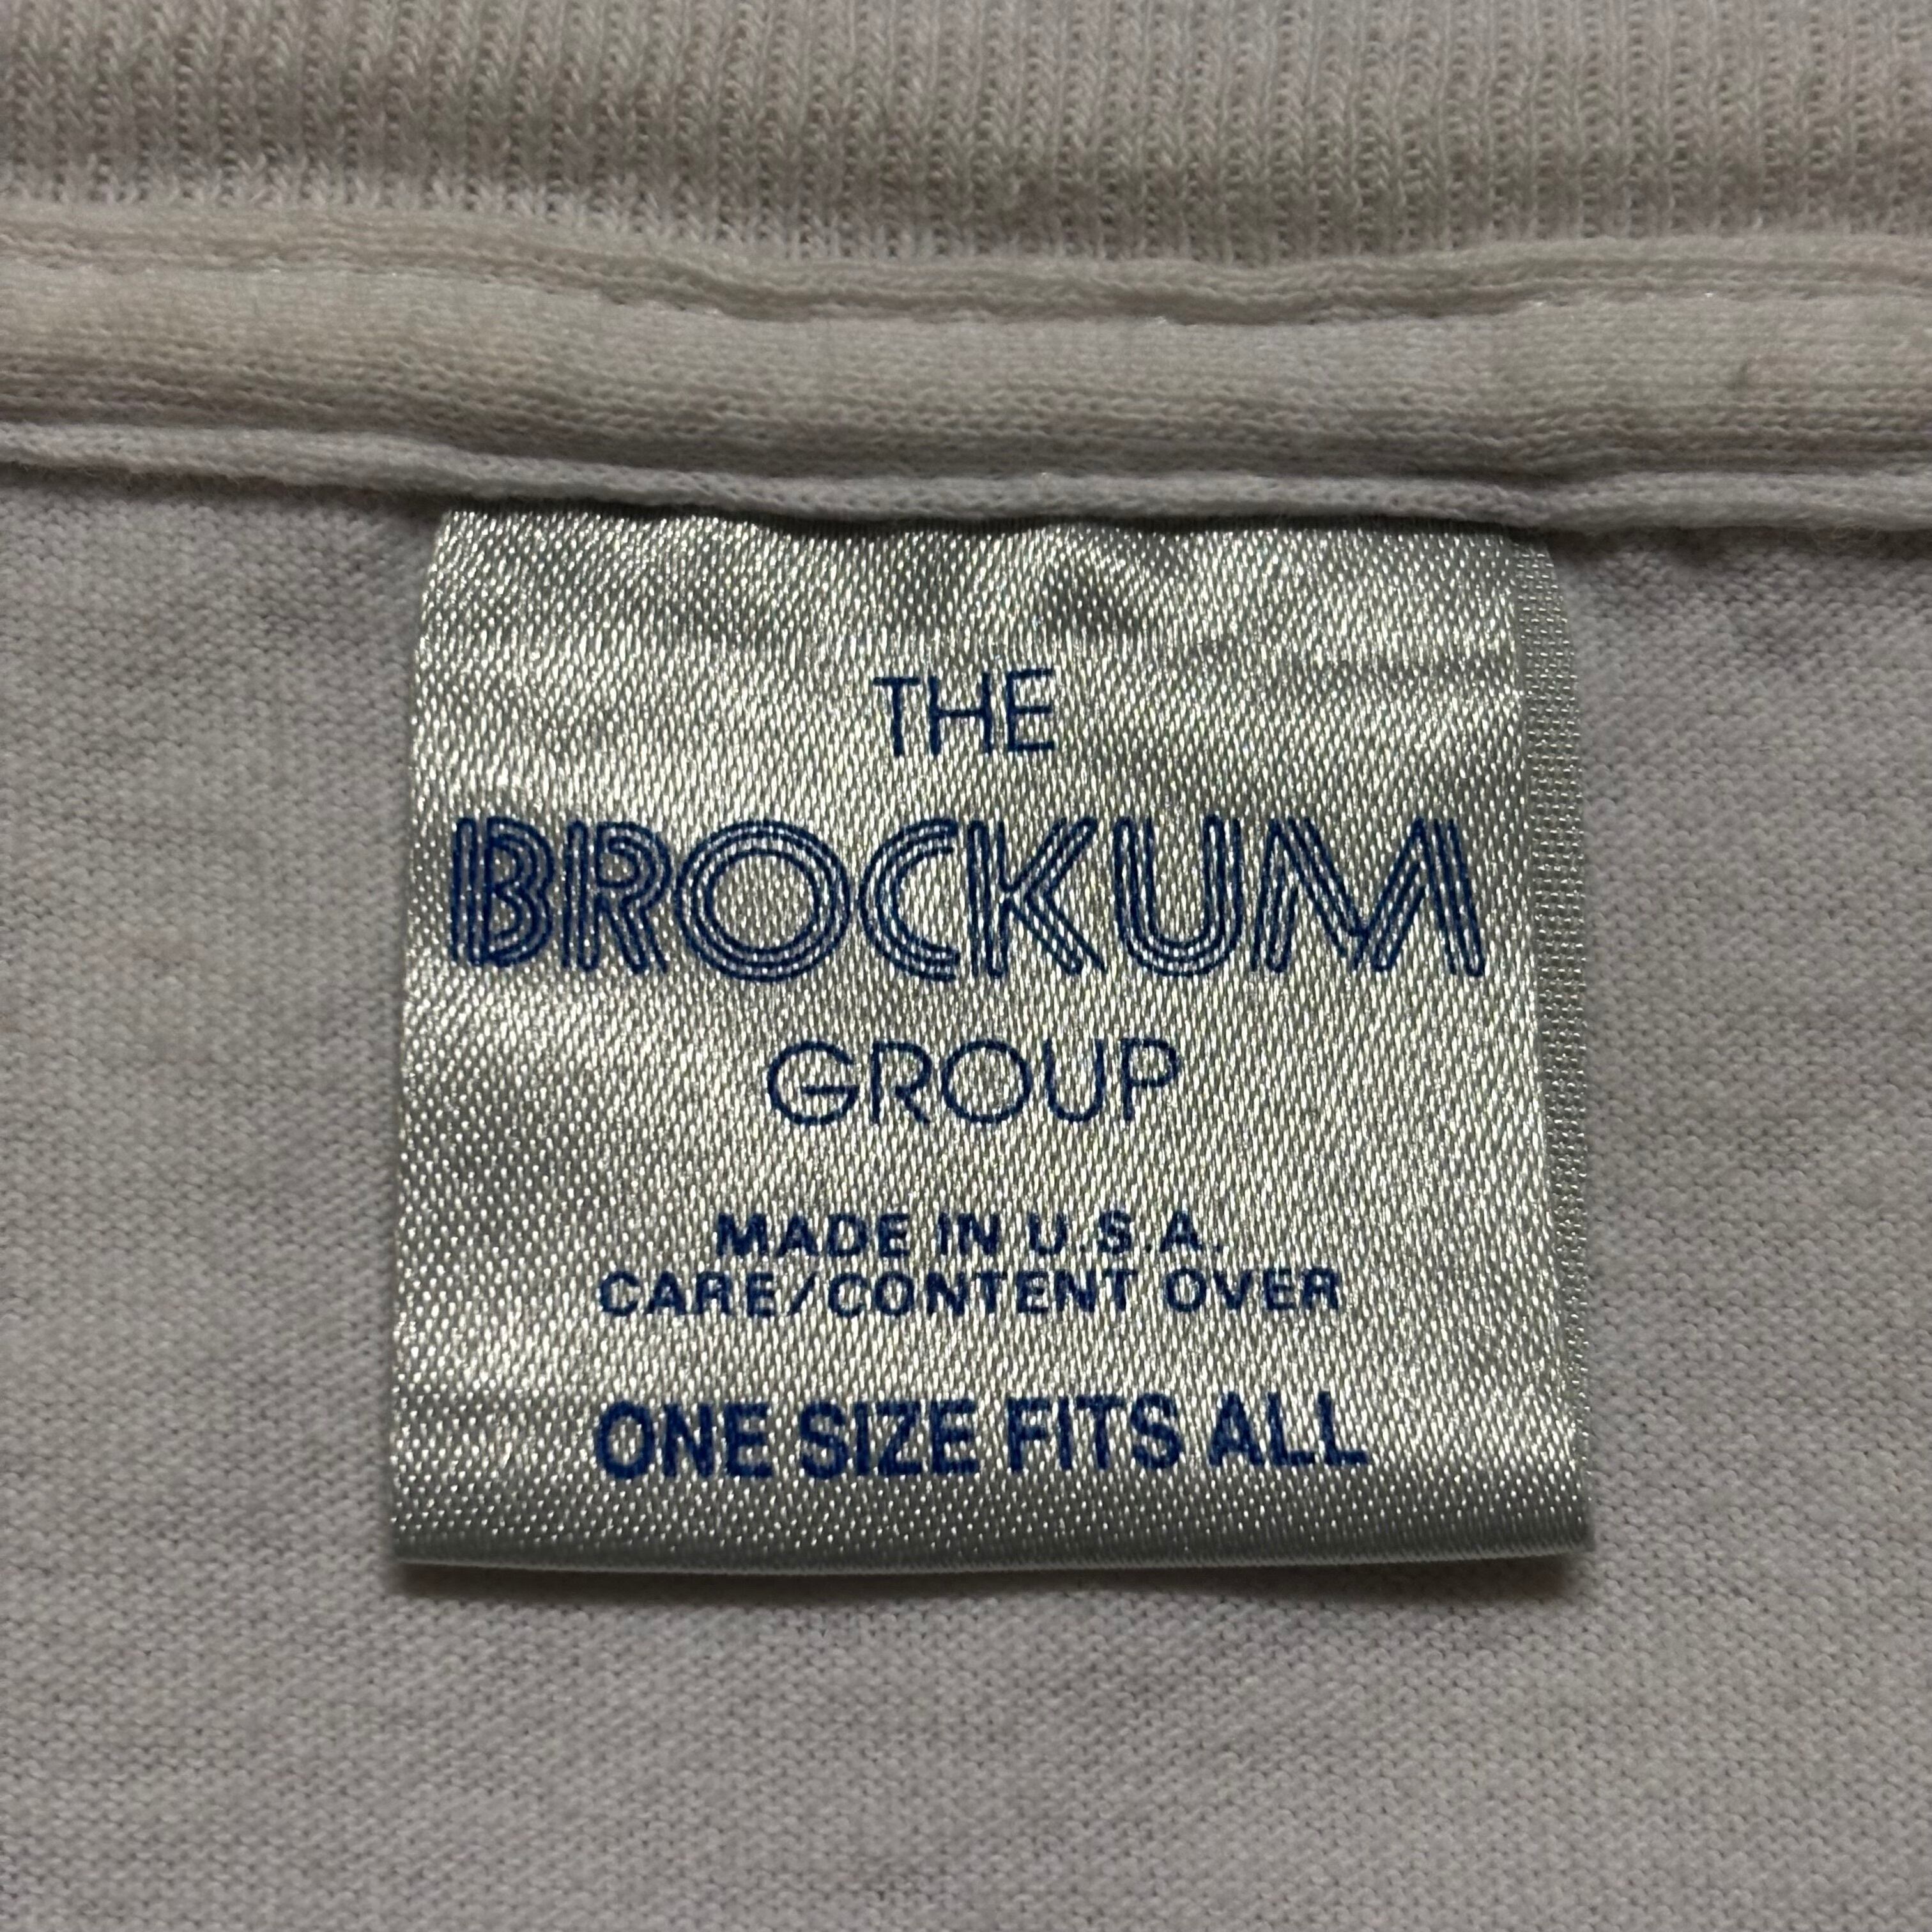 THE
BROCKUM
GROUP
MADE IN U.S.A.
CARE/CONTENT OVER
ONE SIZE FITS ALL